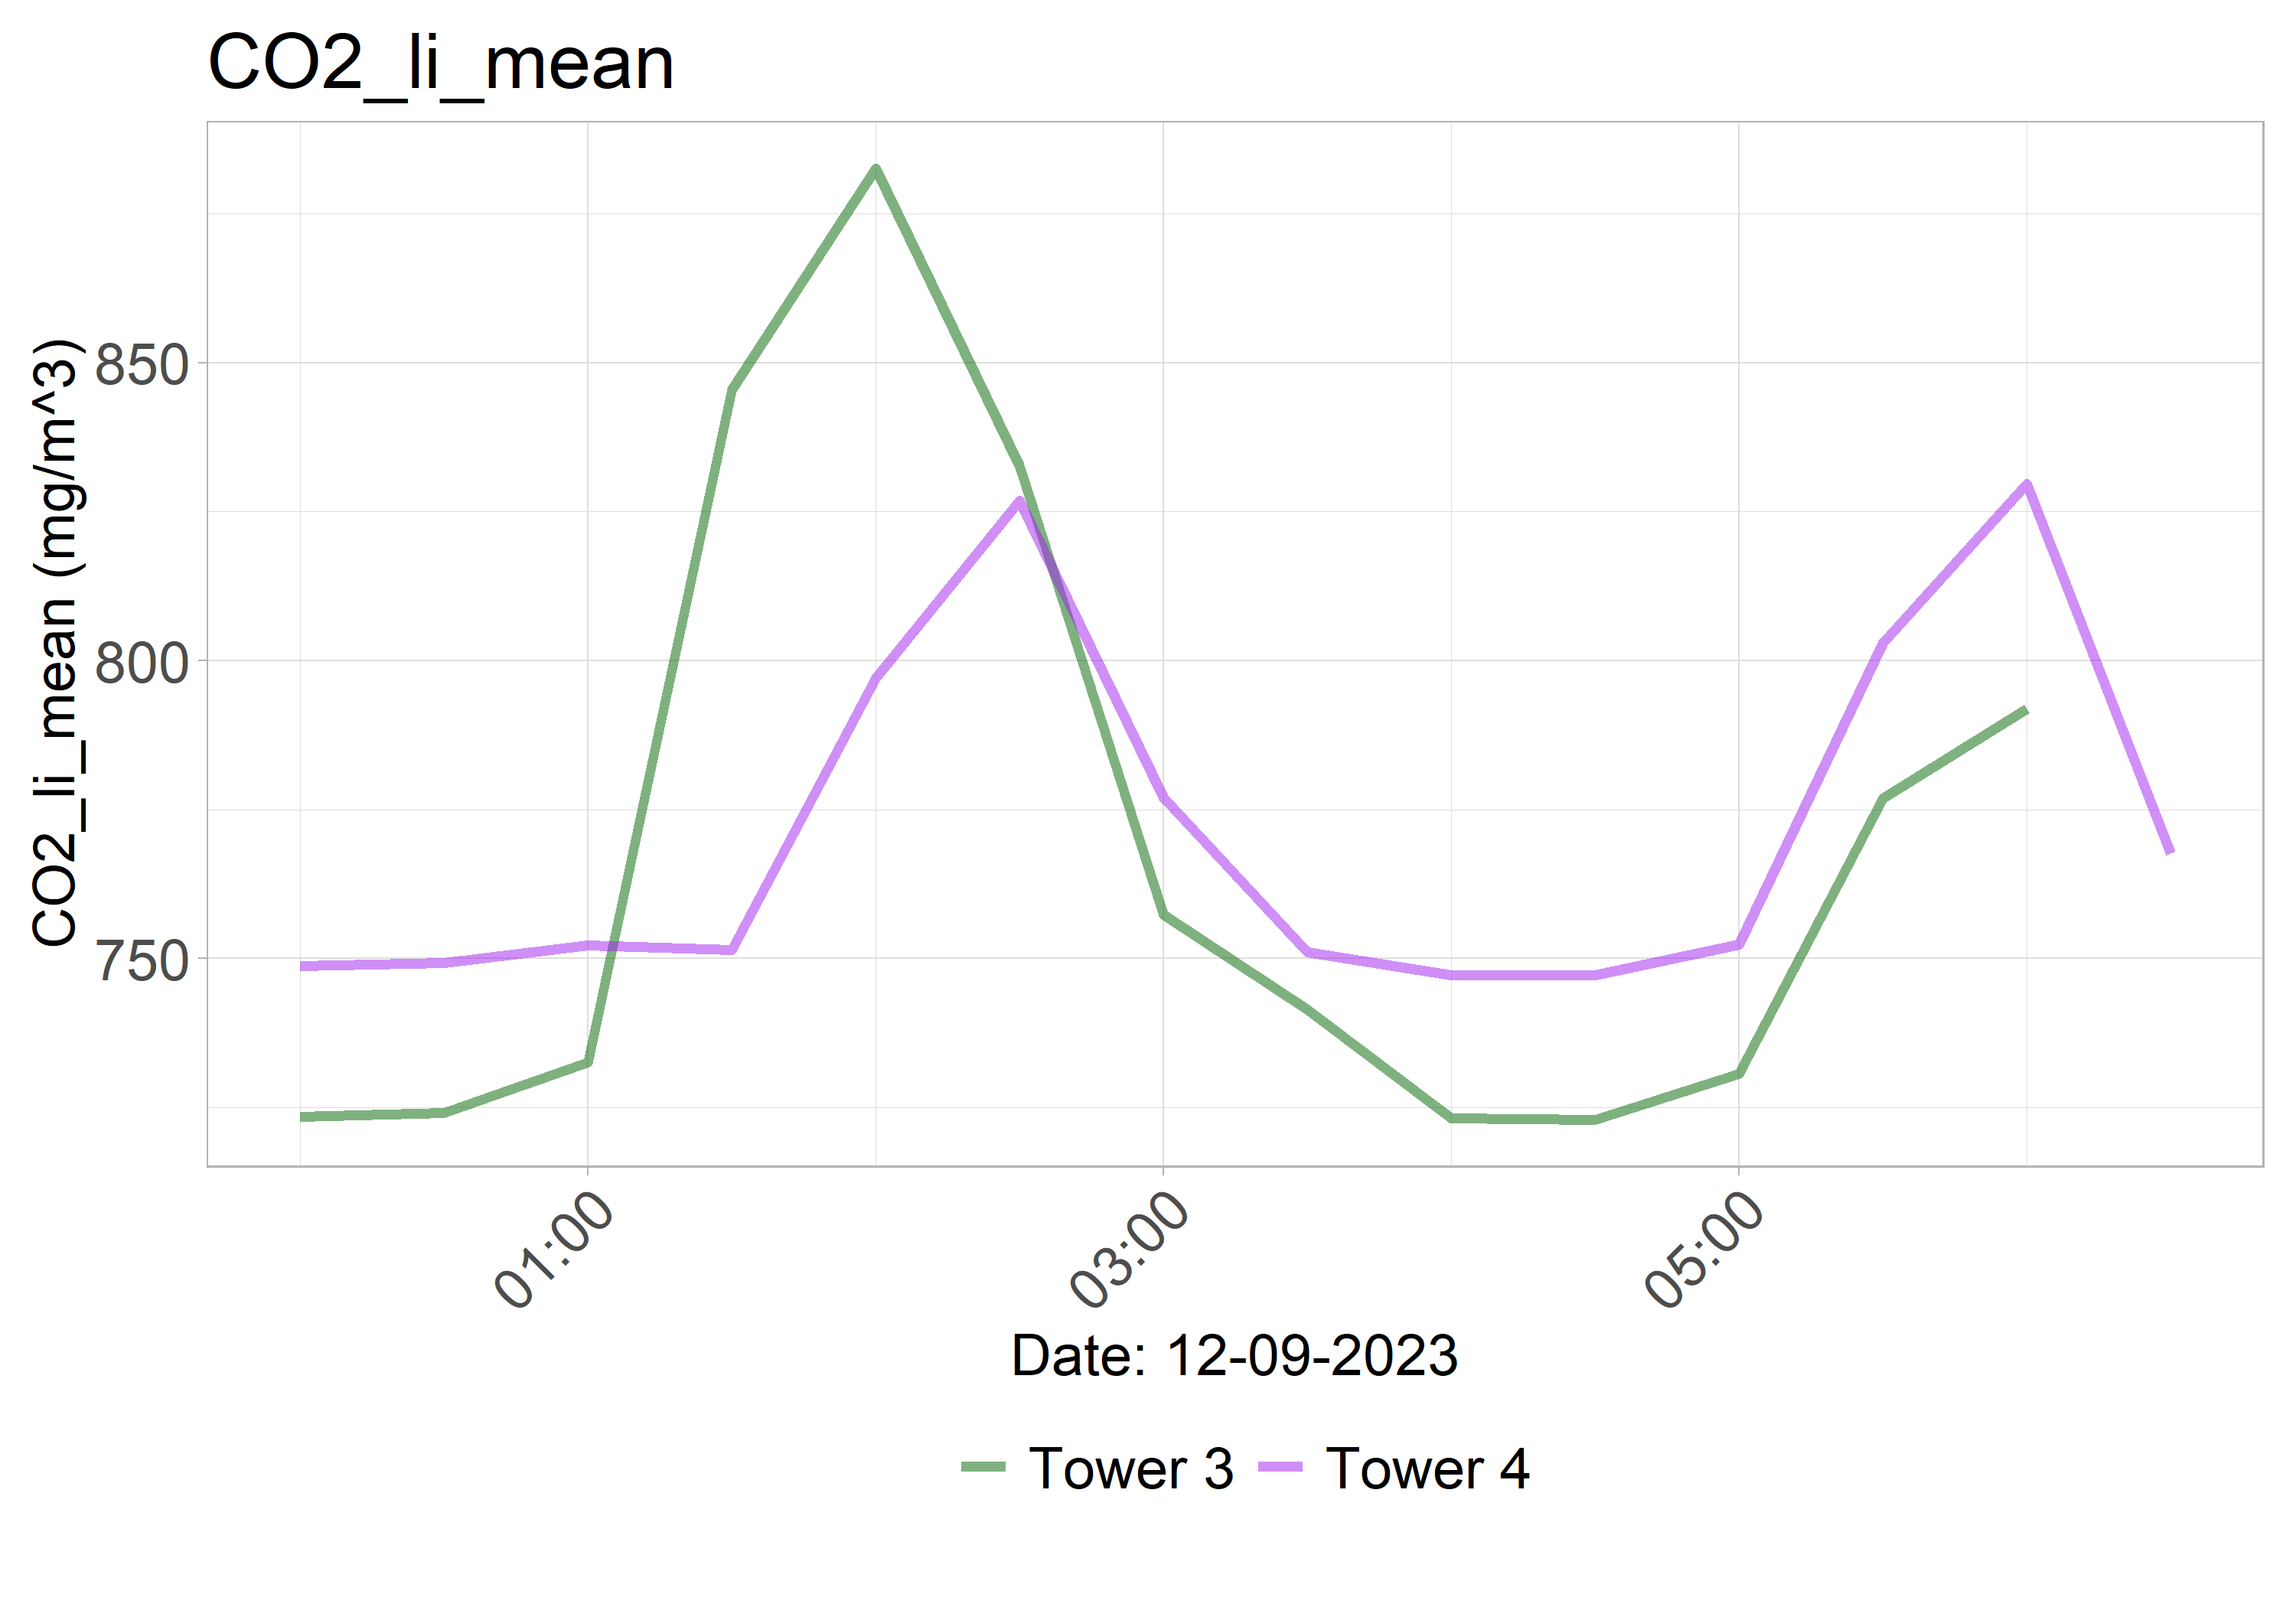 CO2_li_mean
CO2_li_mean (mg/m^3)
850
800
750
01:00
03:00
05:00
Date: 12-09-2023
Tower 3
Tower 4